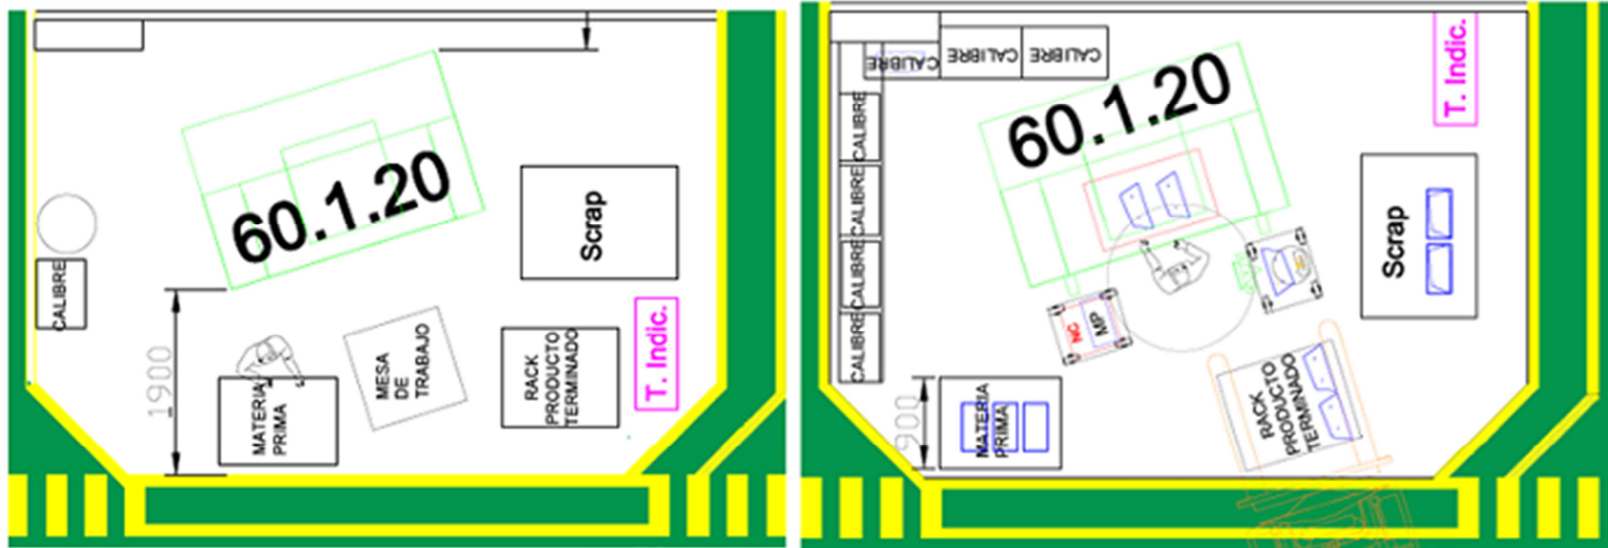 60.1.20
Scrap
CALIBRE
T. Indic.
1900
MATERIA
PRIMA
MESA
DE
TRABAJO
RACK
PRODUCTO
TERMINADO
CALIBRE
CALIBRE
CALIBRE
T. Indic.
60.1.20
CALIBRE
CALIBRE
CALIBRE
CALIBRE
Scrap
NC
MP
900
MATERIA
PRIMA
RACK
PRODUCTO
TERMINADO